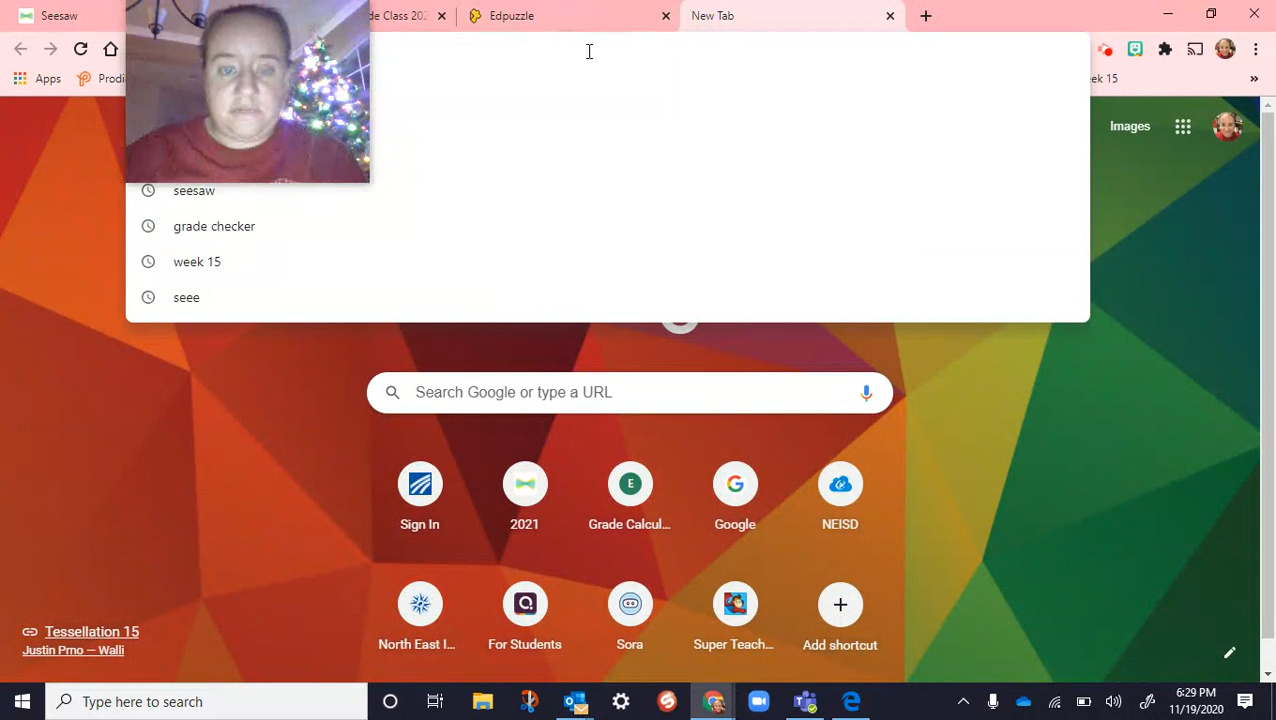 Seesaw
de Class 202
Edpuzzle
New Tab
Apps
Prodi
ek 15
»
Images
seesaw
grade checker
week 15
seee
Search Google or type a URL
Sign In
2021
E
Grade Calcul...
Google
NEISD
North East I...
For Students
Sora
Super Teach...
Add shortcut
Tessellation 15
Justin Prno — Walli
Type here to search
6:29 PM
11/19/2020